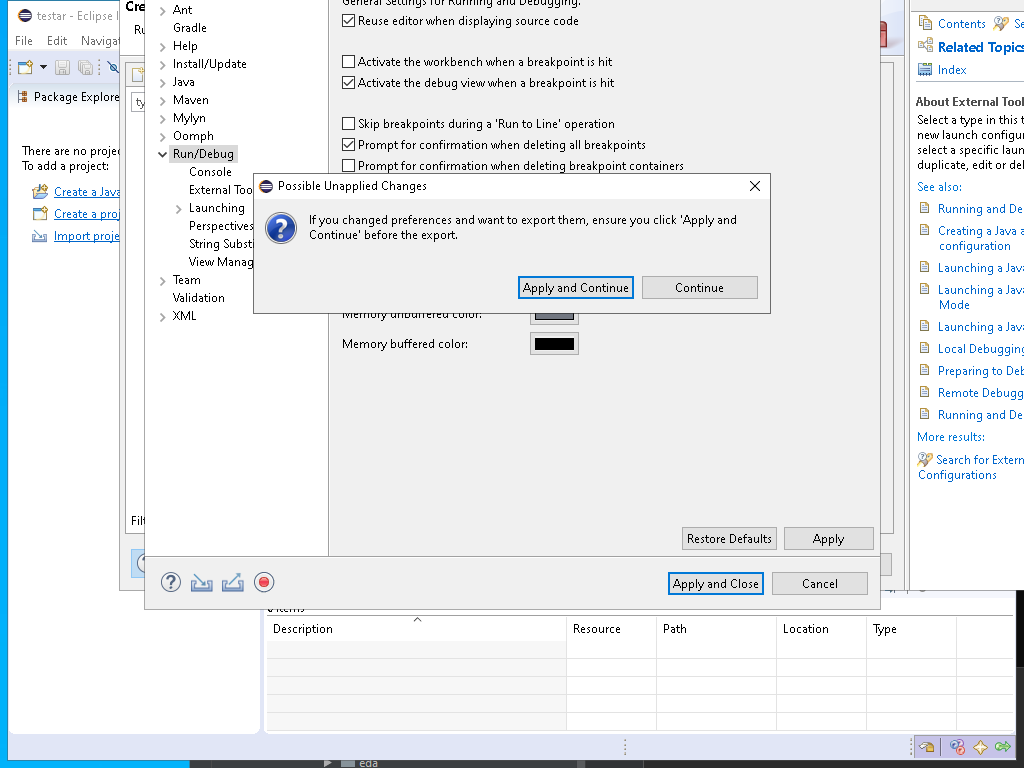 testar - Eclipse I
File Edit Navigat
Package Explore
There are no projec
To add a project:
Create a Java
Create a proj
Import proje
Cre
Ru
ty
Filt
Ant
Gradle
Help
Install/Update
Java
Maven
Mylyn
Oomph
Run/Debug
Console
External Too
Launching
Perspectives
String Substi
View Manag
Team
Validation
XML
General Settings for Running and Debugging.
Reuse editor when displaying source code
Activate the workbench when a breakpoint is hit
Activate the debug view when a breakpoint is hit
Skip breakpoints during a 'Run to Line' operation
Prompt for confirmation when deleting all breakpoints
Prompt for confirmation when deleting breakpoint containers
Possible Unapplied Changes
If you changed preferences and want to export them, ensure you click 'Apply and
Continue' before the export.
Apply and Continue
Continue
Memory unbuffered color:
Memory buffered color:
Restore Defaults
Apply
Apply and Close
Cancel
Contents
Se
Related Topics
Index
About External Tool
Select a type in this t
new launch configur
select a specific laun
duplicate, edit or del
See also:
Running and De
Creating a Java a
configuration
Launching a Java
Launching a Java
Mode
Launching a Java
Local Debugging
Preparing to Deb
Remote Debugg
Running and De
More results:
Search for Extern
Configurations
items
Description
Resource
Path
Location
Type
eda